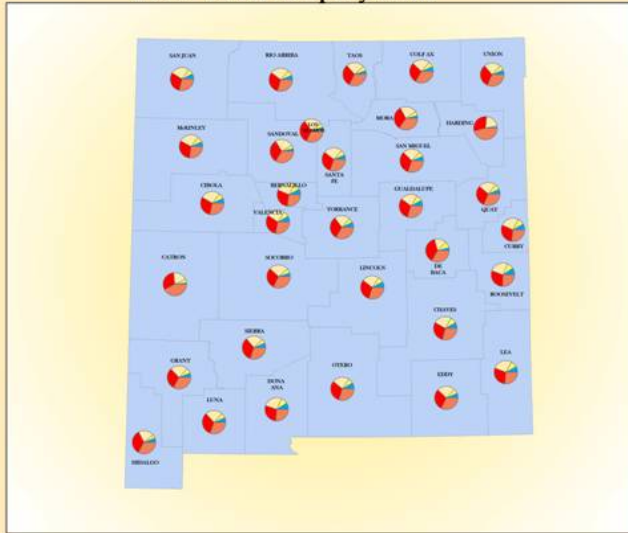 SAN JUAN
RIO ARRIBA
TAOS
COLFAX
UNION
MORA
HARDING
LOS
McKINLEY
SANDOVAL
SAN MIGUEL
SANTA
FE
CIBOLA
BERNALILLO
GUADALUPE
VALENCIA
TORRANCE
QUAY
CURRY
CATRON
SOCORRO
LINCOLN
DE
BACA
ROOSEVELT
CHAVES
SIERRA
GRANT
OTERO
LEA
DONA
ANA
EDDY
LUNA
HIDALGO